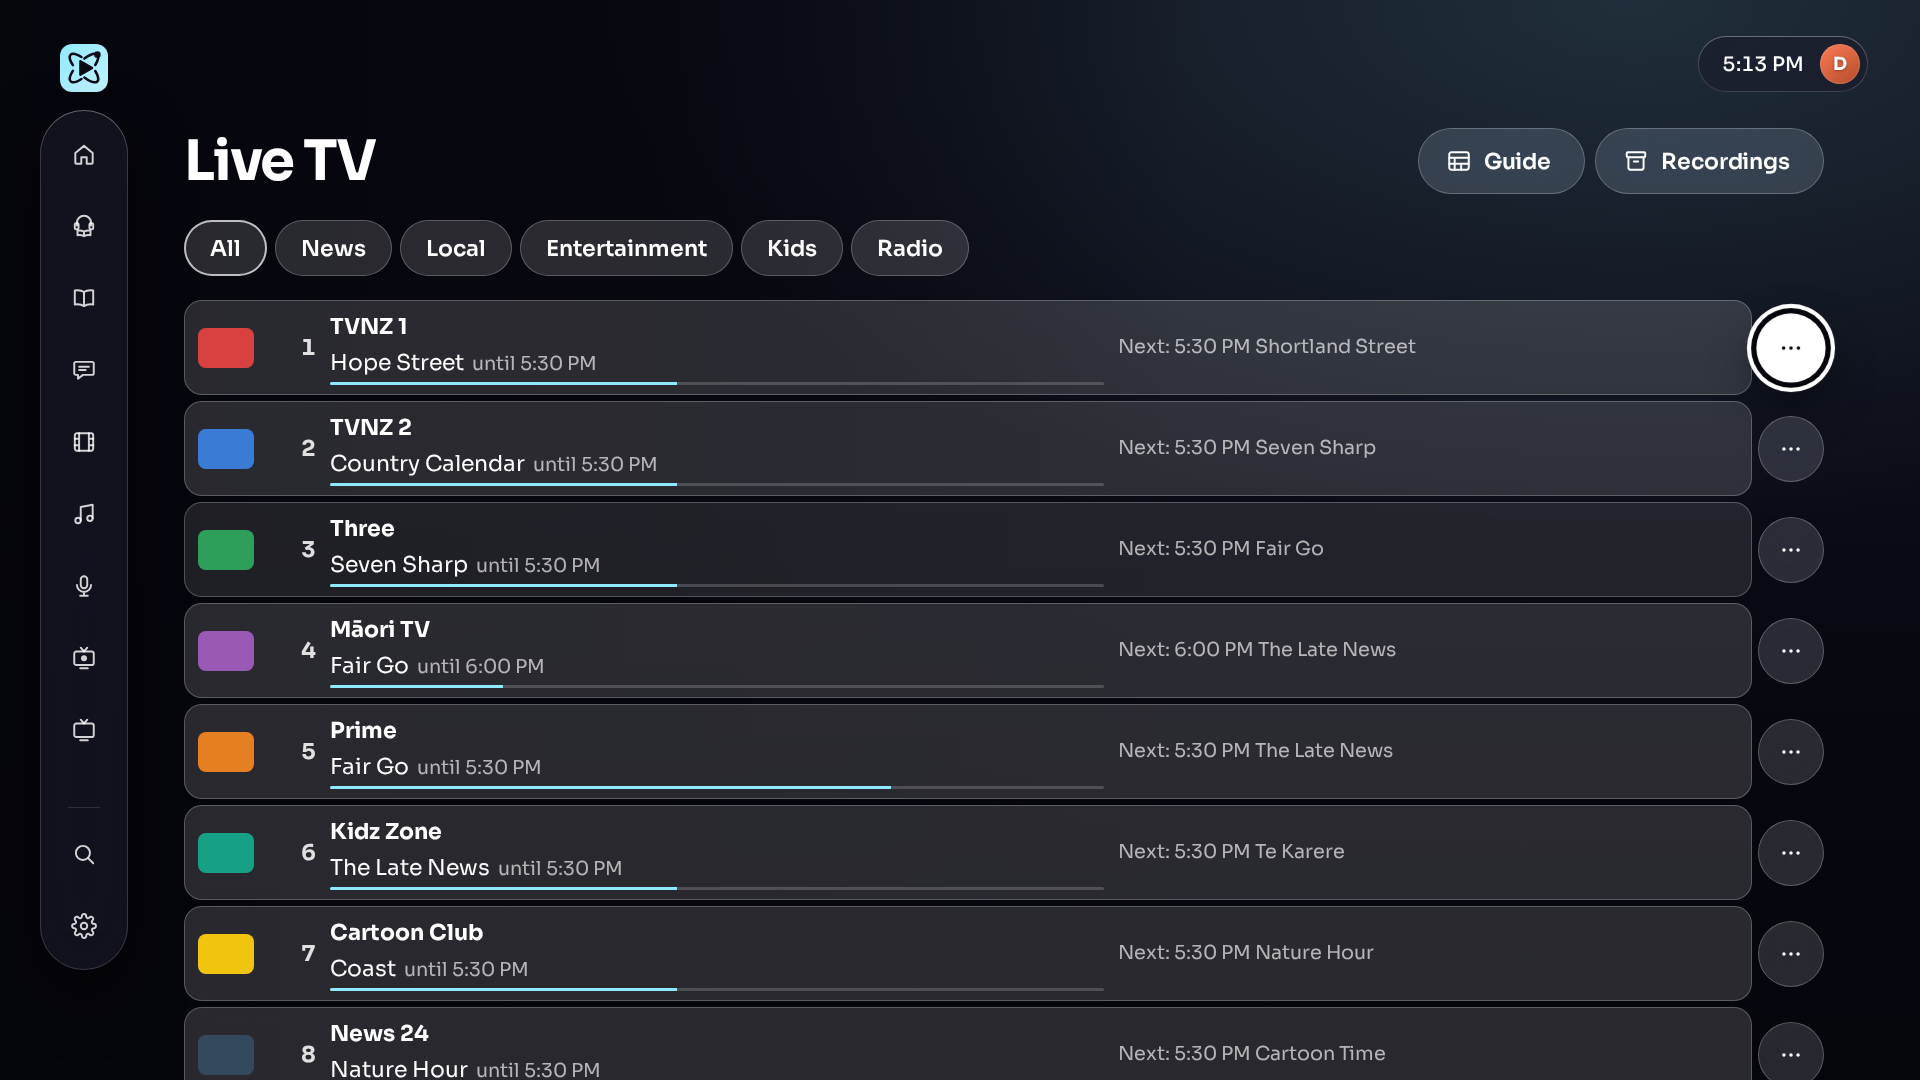 5:13 PM
D
Live TV
Guide
Recordings
All
News
Local
Entertainment
Kids
Radio
1
TVNZ 1
Hope Street until 5:30 PM
Next: 5:30 PM Shortland Street
2
TVNZ 2
Country Calendar until 5:30 PM
Next: 5:30 PM Seven Sharp
3
Three
Seven Sharp until 5:30 PM
Next: 5:30 PM Fair Go
4
Māori TV
Fair Go until 6:00 PM
Next: 6:00 PM The Late News
5
Prime
Fair Go until 5:30 PM
Next: 5:30 PM The Late News
6
Kidz Zone
The Late News until 5:30 PM
Next: 5:30 PM Te Karere
7
Cartoon Club
Coast until 5:30 PM
Next: 5:30 PM Nature Hour
8
News 24
Nature Hour until 5:30 PM
Next: 5:30 PM Cartoon Time